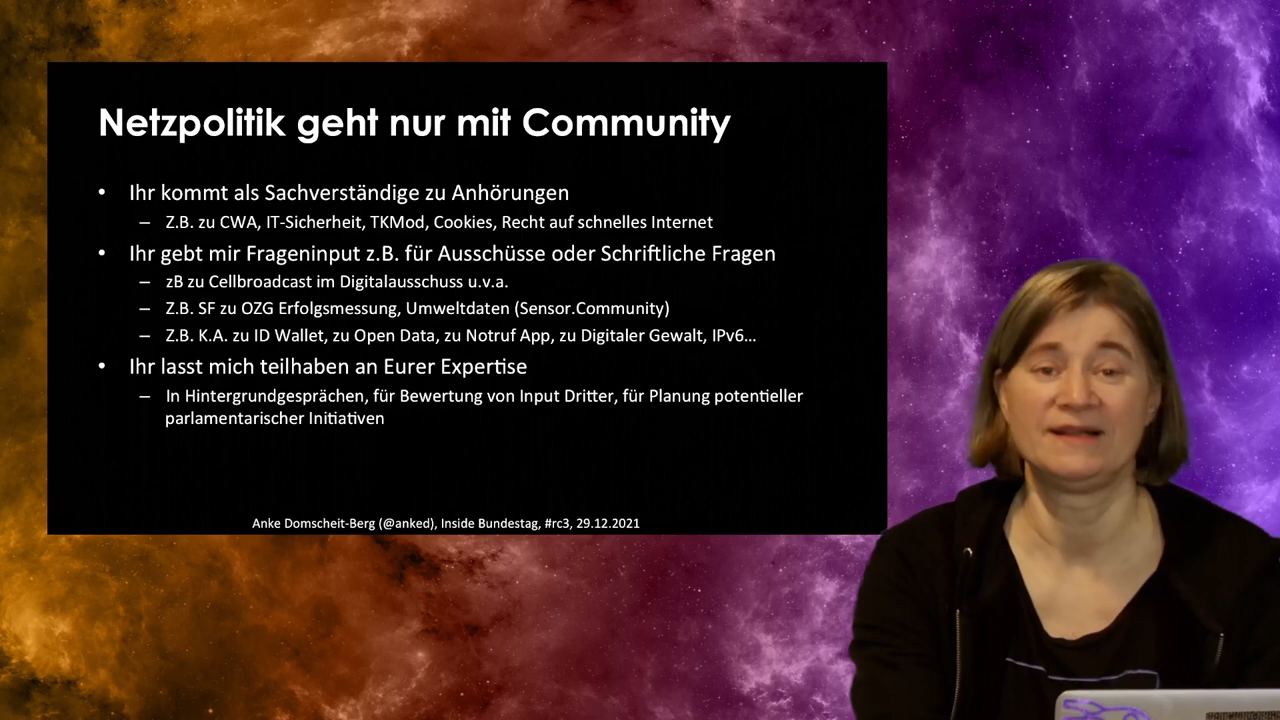 Netzpolitik geht nur mit Community
• Ihr kommt als Sachverständige zu Anhörungen
– Z.B. zu CWA, IT-Sicherheit, TKMod, Cookies, Recht auf schnelles Internet
• Ihr gebt mir Frageninput z.B. für Ausschüsse oder Schriftliche Fragen
– zB zu Cellbroadcast im Digitalausschuss u.v.a.
– Z.B. SF zu OZG Erfolgsmessung, Umweltdaten (Sensor.Community)
– Z.B. K.A. zu ID Wallet, zu Open Data, zu Notruf App, zu Digitaler Gewalt, IPv6…
• Ihr lasst mich teilhaben an Eurer Expertise
– In Hintergrundgesprächen, für Bewertung von Input Dritter, für Planung potentieller
parlamentarischer Initiativen
Anke Domscheit-Berg (@anked), Inside Bundestag, #rc3, 29.12.2021